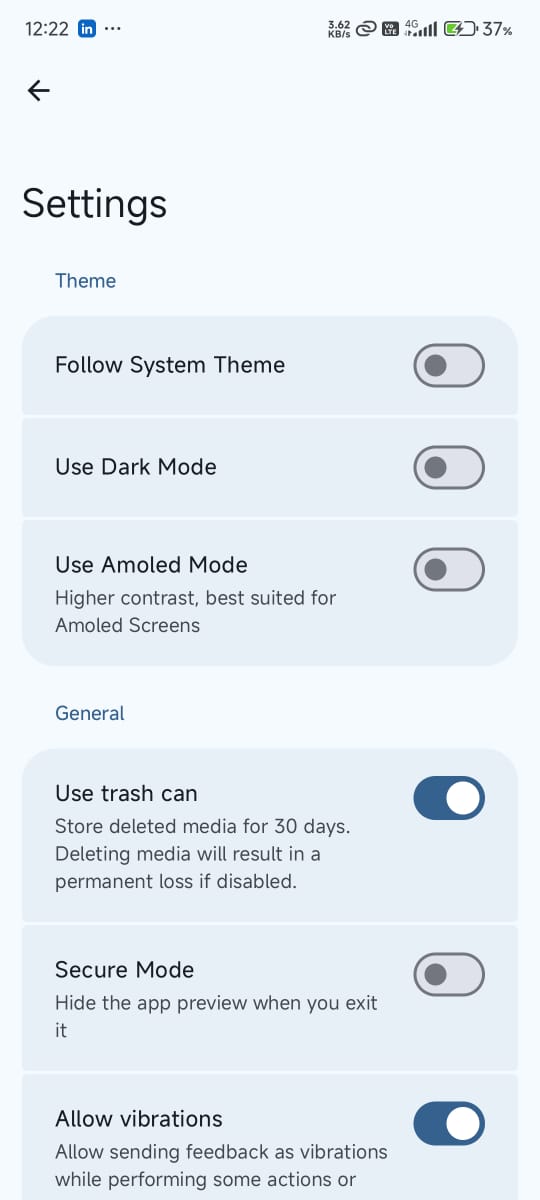 12:22 in ...
3.62 KB/s VoLTE 4G 37%
Settings
Theme
Follow System Theme
Use Dark Mode
Use Amoled Mode
Higher contrast, best suited for
Amoled Screens
General
Use trash can
Store deleted media for 30 days.
Deleting media will result in a
permanent loss if disabled.
Secure Mode
Hide the app preview when you exit
it
Allow vibrations
Allow sending feedback as vibrations
while performing some actions or